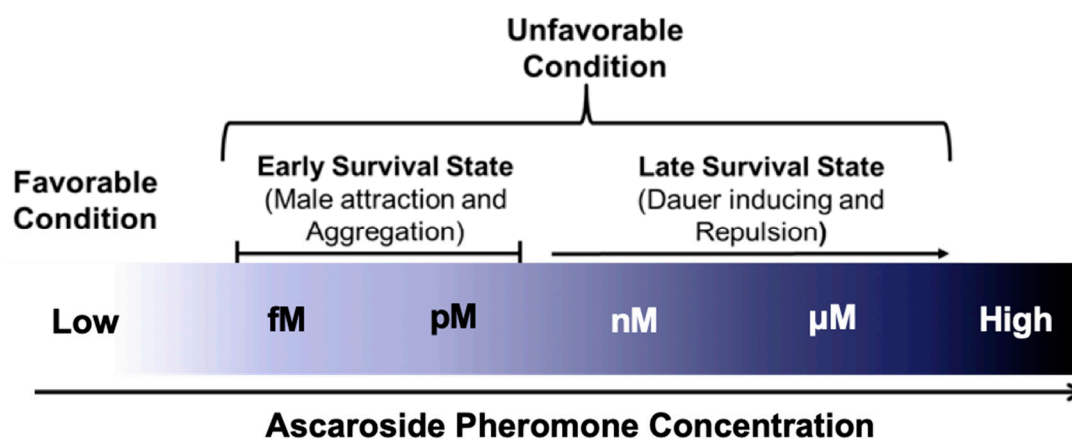 Unfavorable
Condition
Favorable
Condition
Early Survival State
(Male attraction and
Aggregation)
Late Survival State
(Dauer inducing and
Repulsion)
Low fM pM nM µM High
Ascaroside Pheromone Concentration